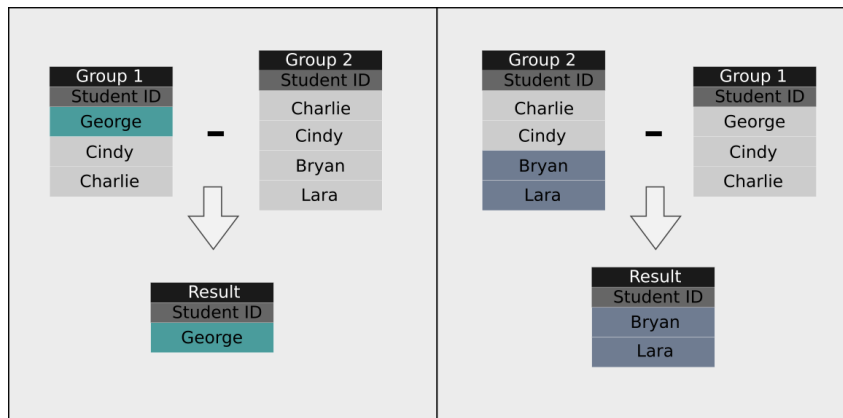 Group 1
Student ID
George
Cindy
Charlie
-
Group 2
Student ID
Charlie
Cindy
Bryan
Lara
Result
Student ID
George
Group 2
Student ID
Charlie
Cindy
Bryan
Lara
-
Group 1
Student ID
George
Cindy
Charlie
Result
Student ID
Bryan
Lara